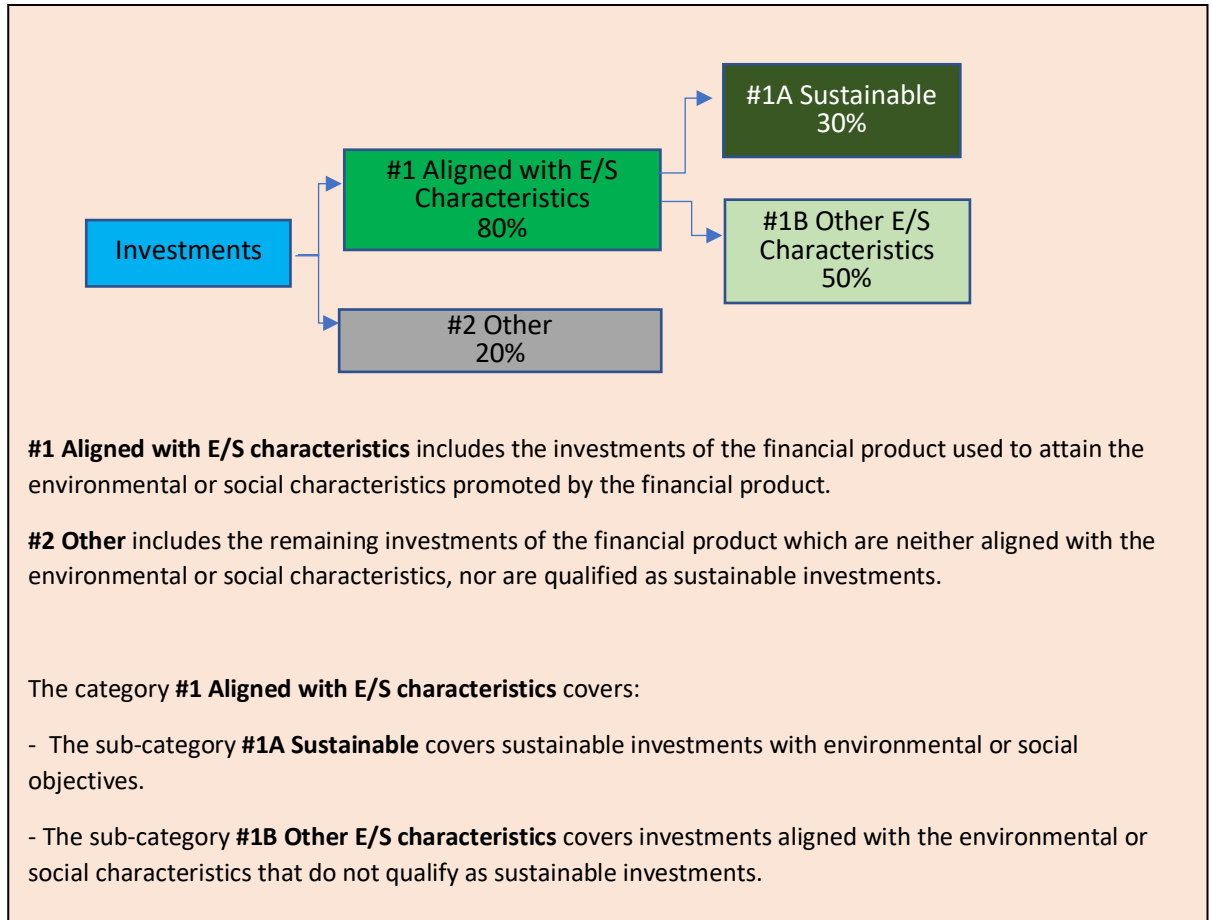 #1A Sustainable
30%
#1 Aligned with E/S
Characteristics
80%
#1B Other E/S
Characteristics
50%
Investments
#2 Other
20%
#1 Aligned with E/S characteristics includes the investments of the financial product used to attain the
environmental or social characteristics promoted by the financial product.
#2 Other includes the remaining investments of the financial product which are neither aligned with the
environmental or social characteristics, nor are qualified as sustainable investments.
The category #1 Aligned with E/S characteristics covers:
- The sub-category #1A Sustainable covers sustainable investments with environmental or social
objectives.
- The sub-category #1B Other E/S characteristics covers investments aligned with the environmental or
social characteristics that do not qualify as sustainable investments.